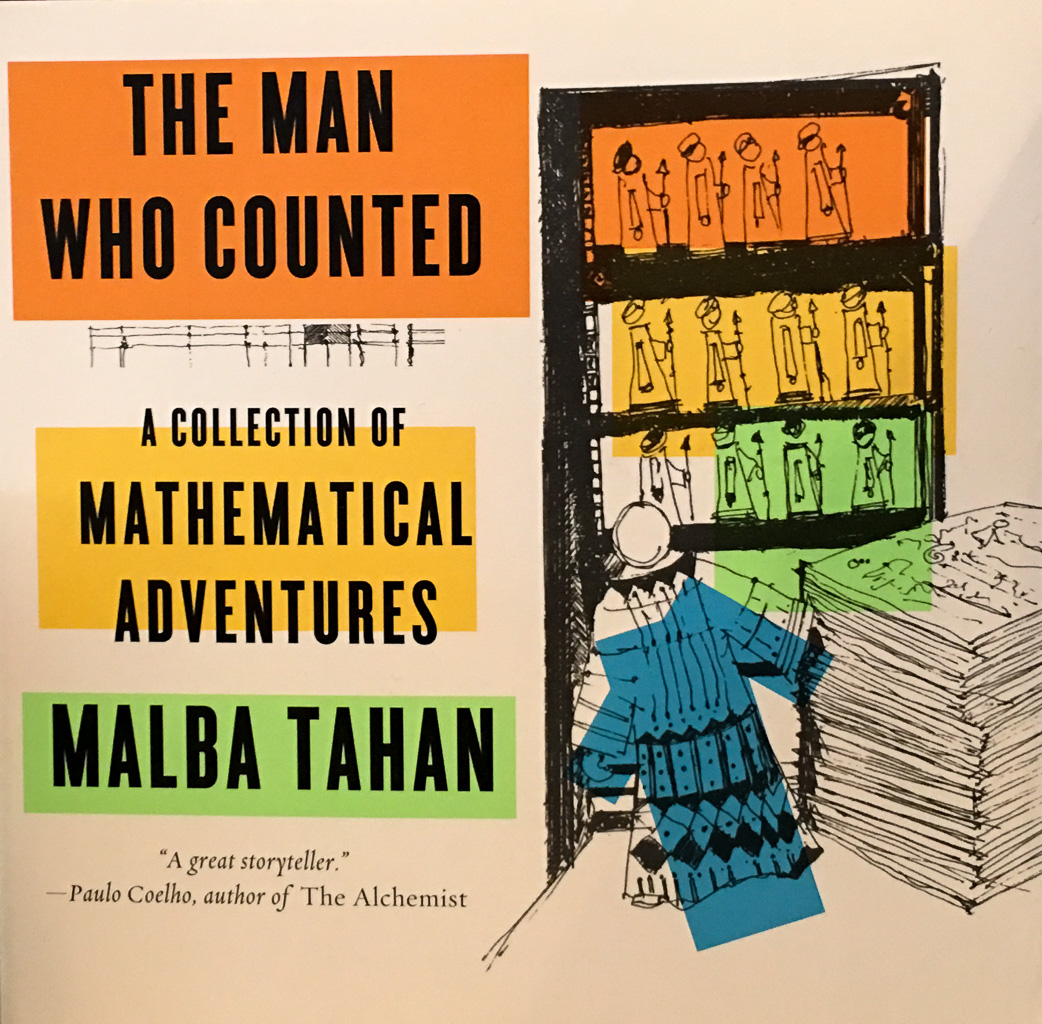 THE MAN
WHO COUNTED
A COLLECTION OF
MATHEMATICAL
ADVENTURES
MALBA TAHAN
“A great storyteller.”
—Paulo Coelho, author of The Alchemist